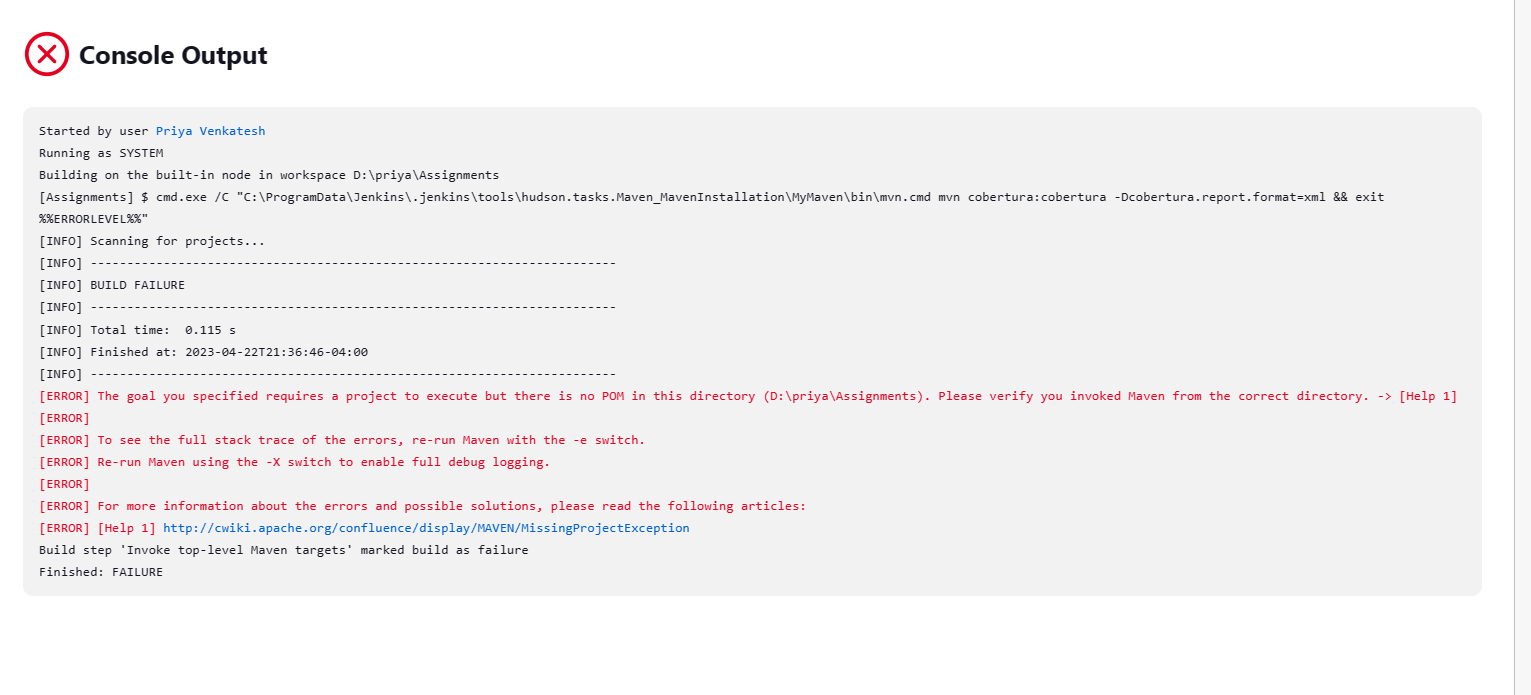 Console Output
Started by user Priya Venkatesh
Running as SYSTEM
Building on the built-in node in workspace D:\priya\Assignments
[Assignments] $ cmd.exe /C "C:\ProgramData\Jenkins\.jenkins\tools\hudson.tasks.Maven_MavenInstallation\MyMaven\bin\mvn.cmd mvn cobertura:cobertura -Dcobertura.report.format=xml && exit
%%ERRORLEVEL%%"
[INFO] Scanning for projects...
[INFO] ------------------------------------------------------------------------
[INFO] BUILD FAILURE
[INFO] ------------------------------------------------------------------------
[INFO] Total time:  0.115 s
[INFO] Finished at: 2023-04-22T21:36:46-04:00
[INFO] ------------------------------------------------------------------------
[ERROR] The goal you specified requires a project to execute but there is no POM in this directory (D:\priya\Assignments). Please verify you invoked Maven from the correct directory. -> [Help 1]
[ERROR]
[ERROR] To see the full stack trace of the errors, re-run Maven with the -e switch.
[ERROR] Re-run Maven using the -X switch to enable full debug logging.
[ERROR]
[ERROR] For more information about the errors and possible solutions, please read the following articles:
[ERROR] [Help 1] http://cwiki.apache.org/confluence/display/MAVEN/MissingProjectException
Build step 'Invoke top-level Maven targets' marked build as failure
Finished: FAILURE